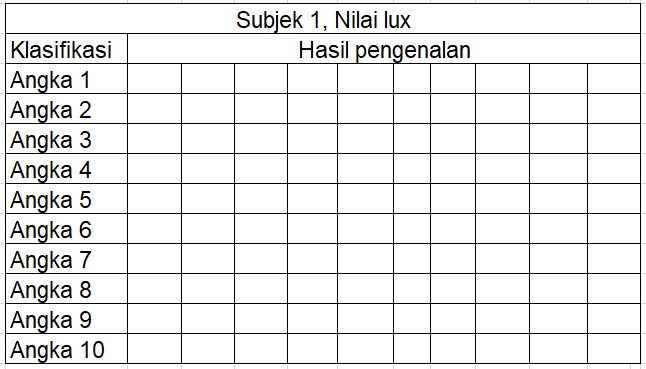 Subjek 1, Nilai lux
Klasifikasi Hasil pengenalan
Angka 1
Angka 2
Angka 3
Angka 4
Angka 5
Angka 6
Angka 7
Angka 8
Angka 9
Angka 10